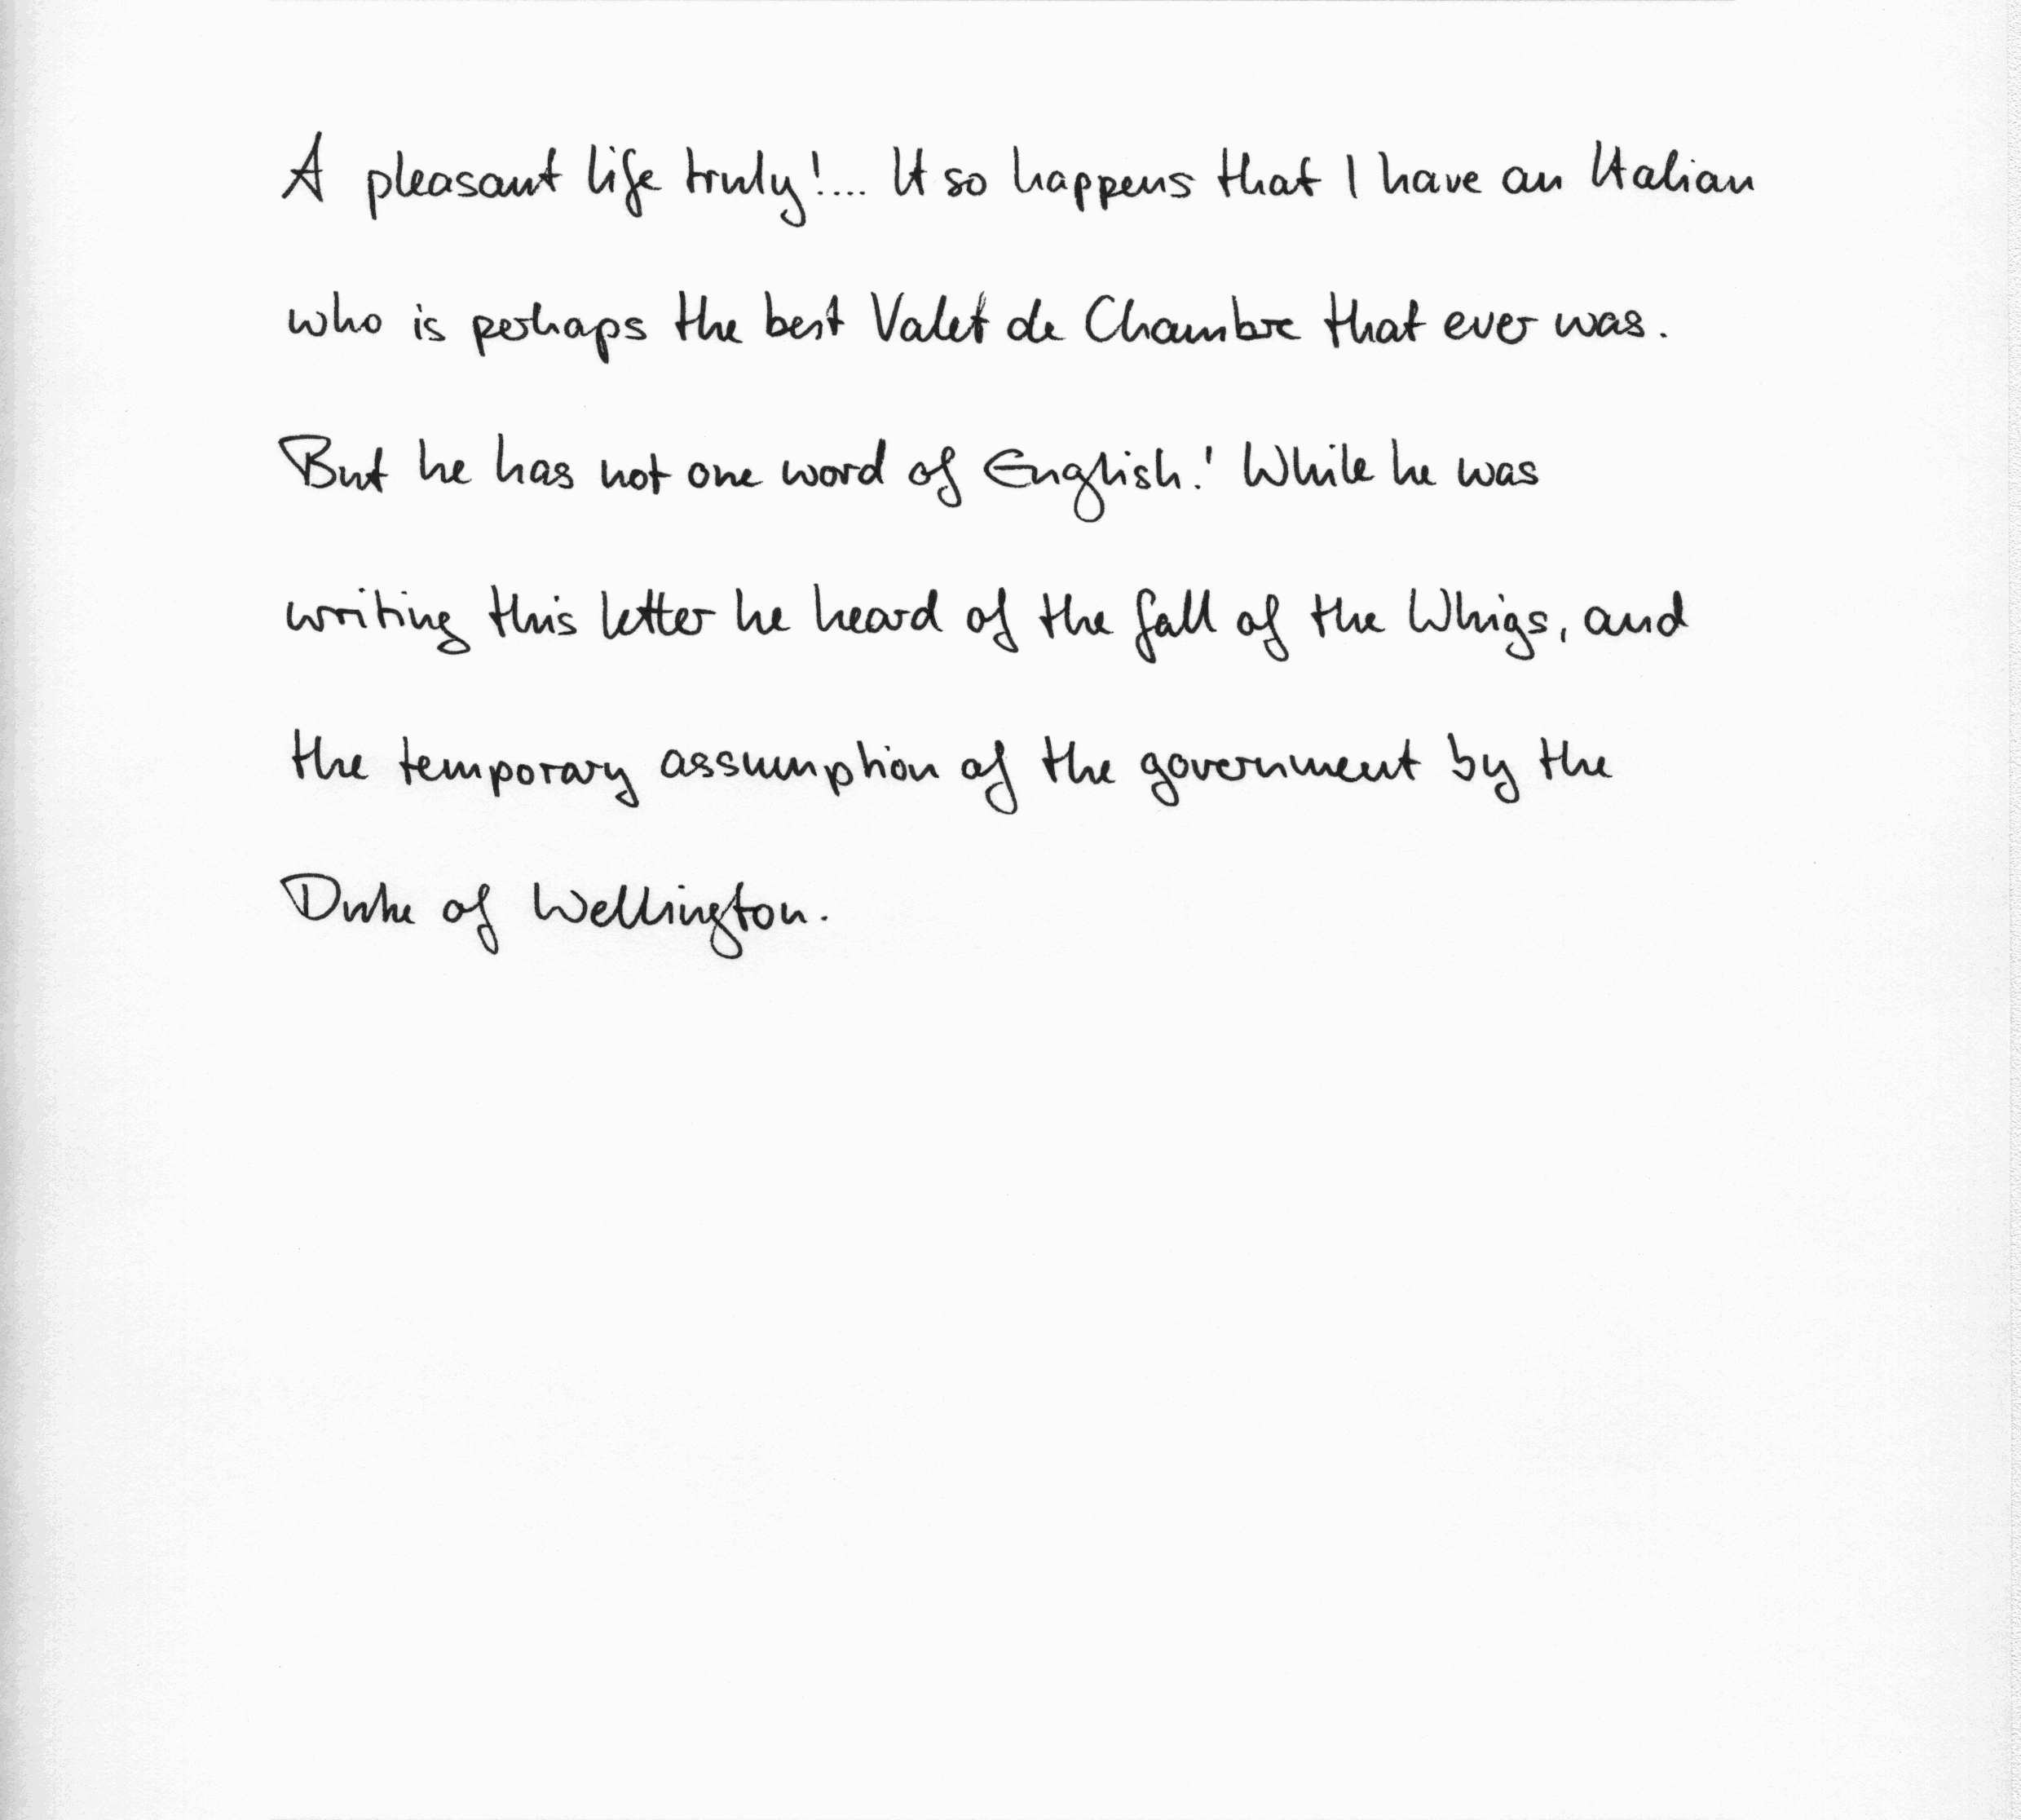 A pleasant life truly!... It so happens that I have an Italian
who is perhaps the best Valet de Chambre that ever was.
But he has not one word of English.' While he was
writing this letter he heard of the fall of the Whigs, and
the temporary assumption of the government by the
Duke of Wellington.